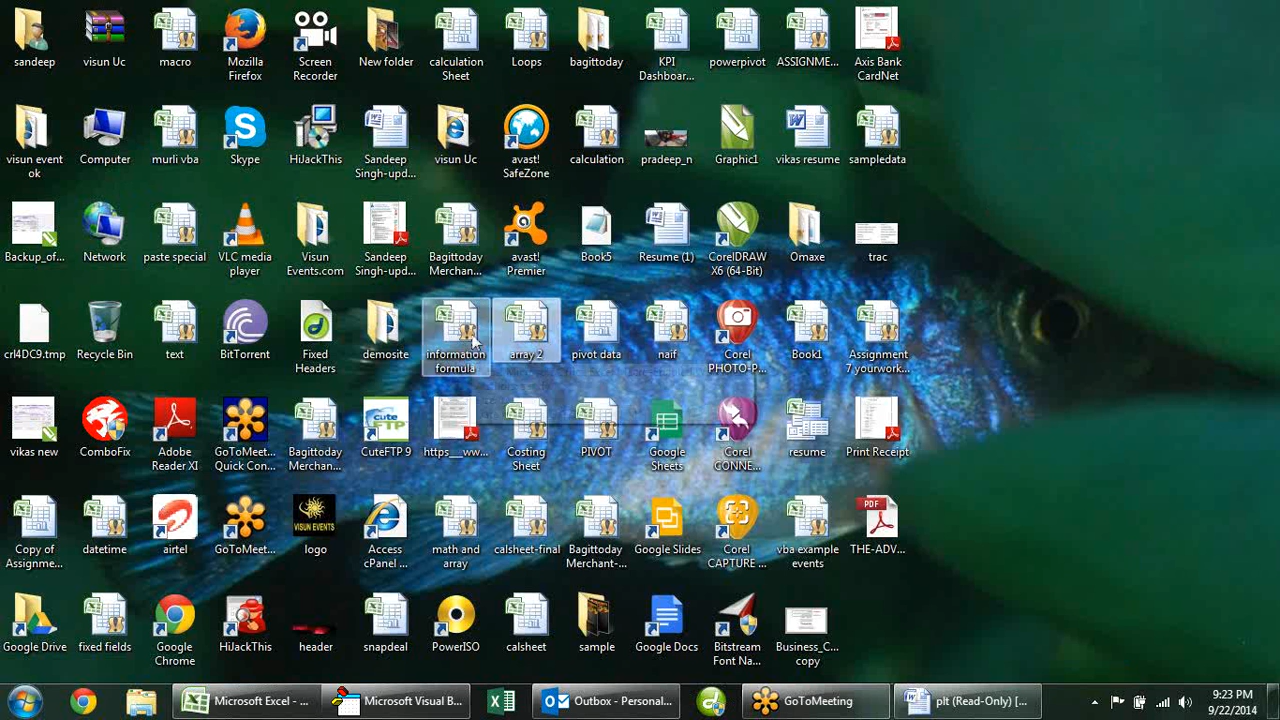 sandeep
visun Uc
macro
Mozilla
Firefox
Screen
Recorder
New folder
Calculation
Sheet
Loops
bagittoday
KPI
Dashboar...
powerpivot
ASSIGNME...
Axis Bank
CardNet
visun event
ok
Computer
murli vba
Skype
HiJackThis
Sandeep
Singh-upd...
visun Uc
avast!
SafeZone
calculation
pradeep_n
Graphic1
vikas resume
sampledata
Backup_of...
Network
VLC media
player
Visun
Events.com
Sandeep
Singh-upd...
Bagittoday
Merchan...
avast!
Premier
Book5
Resume (1)
CorelDRAW
X6 (64-Bit)
Omaxe
trac
crl4DC9.tmp
Recycle Bin
text
BitTorrent
Fixed
Headers
demosite
information
formula
array 2
pivot data
naif
Corel
PHOTO-P...
Book1
Assignment
7 yourwork...
vikas new
ComboFix
Adobe
Reader XI
GoToMeet...
Quick Con...
Bagittoday
Merchan...
CuteFTP 9
https___ww...
Costing
Sheet
PIVOT
Google
Sheets
Corel
CONNE...
resume
Print Receipt
Copy of
Assignme...
datetime
airtel
GoToMeet...
VISUN EVENTS
logo
Access
cPanel ...
math and
array
calsheet-final
Bagittoday
Merchant-...
Google Slides
Corel
CAPTURE ...
vba example
events
PDF
THE-ADV...
Google Drive
fixed fields
Google
Chrome
HiJackThis
header
snapdeal
PowerISO
calsheet
sample
Google Docs
Bitstream
Font Na...
Business_C...
copy
Microsoft Excel - ...
Microsoft Visual B...
Outbox - Personal...
GoToMeeting
plt (Read-Only) [...
9:23 PM
9/22/2014